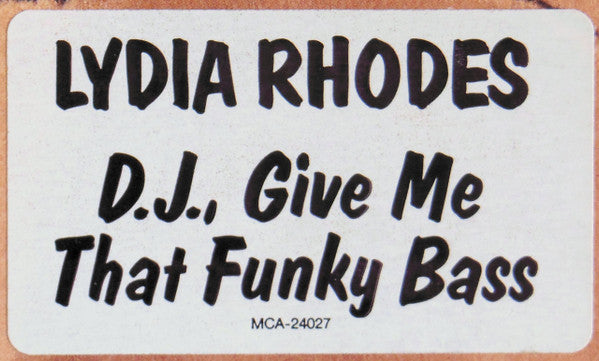 LYDIA RHODES
D.J., Give Me
That Funky Bass
MCA-24027